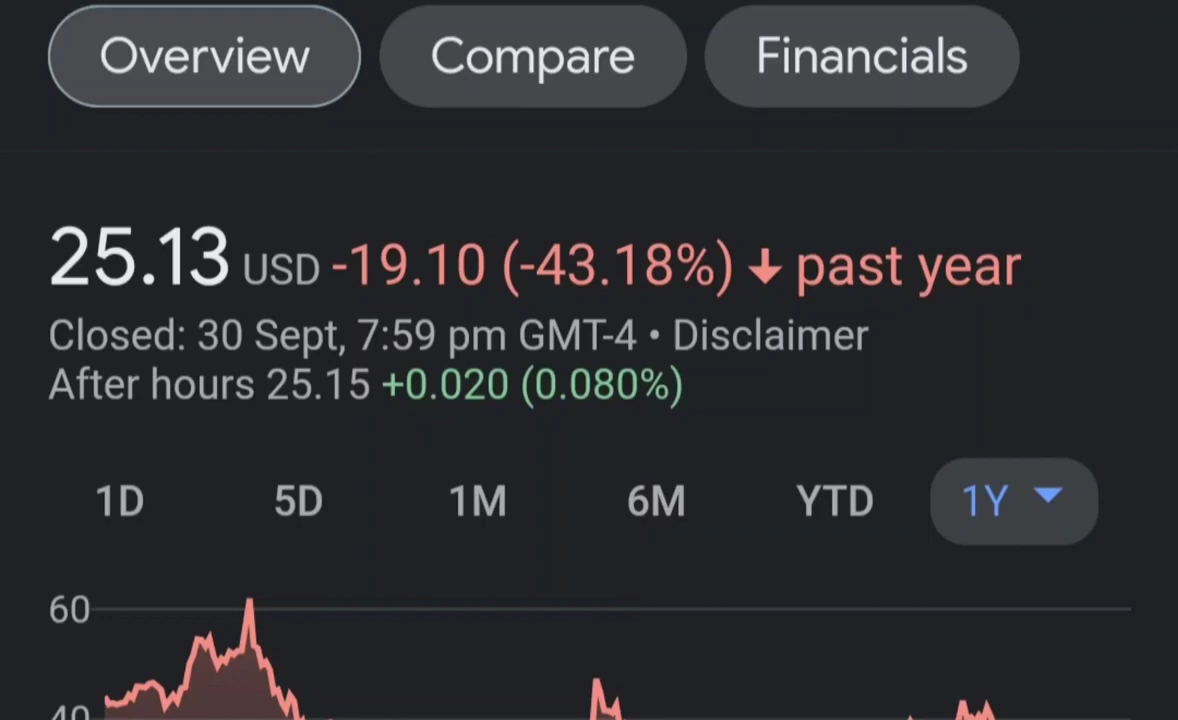 Overview Compare Financials
25.13 USD -19.10 (-43.18%) ↓ past year
Closed: 30 Sept, 7:59 pm GMT-4 • Disclaimer
After hours 25.15 +0.020 (0.080%)
1D 5D 1M 6M YTD 1Y
60
40